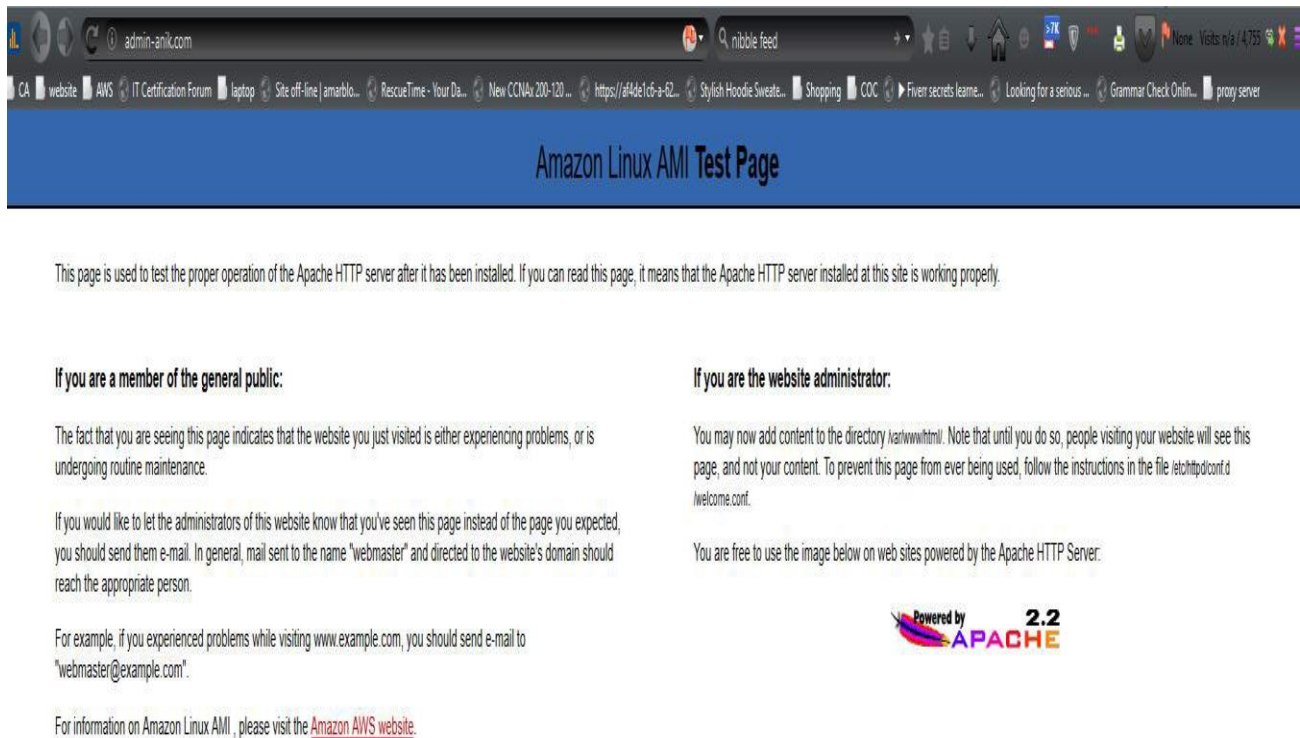 admin-anik.com
nibble feed
>7K
None Visits: n/a / 4,755
CA website AWS IT Certification Forum laptop Site off-line | amarblo... RescueTime - Your Da... New CCNAx 200-120 ... https://af4de1c6-a-62... Stylish Hoodie Sweate... Shopping COC ▶ Fiverr secrets learne... Looking for a serious ... Grammar Check Onlin... proxy server
Amazon Linux AMI Test Page
This page is used to test the proper operation of the Apache HTTP server after it has been installed. If you can read this page, it means that the Apache HTTP server installed at this site is working properly.
If you are a member of the general public:
The fact that you are seeing this page indicates that the website you just visited is either experiencing problems, or is
undergoing routine maintenance.
If you would like to let the administrators of this website know that you've seen this page instead of the page you expected,
you should send them e-mail. In general, mail sent to the name "webmaster" and directed to the website's domain should
reach the appropriate person.
For example, if you experienced problems while visiting www.example.com, you should send e-mail to
"webmaster@example.com".
For information on Amazon Linux AMI , please visit the Amazon AWS website.
If you are the website administrator:
You may now add content to the directory /var/www/html/. Note that until you do so, people visiting your website will see this
page, and not your content. To prevent this page from ever being used, follow the instructions in the file /etc/httpd/conf.d
/welcome.conf.
You are free to use the image below on web sites powered by the Apache HTTP Server:
Powered by 2.2
APACHE